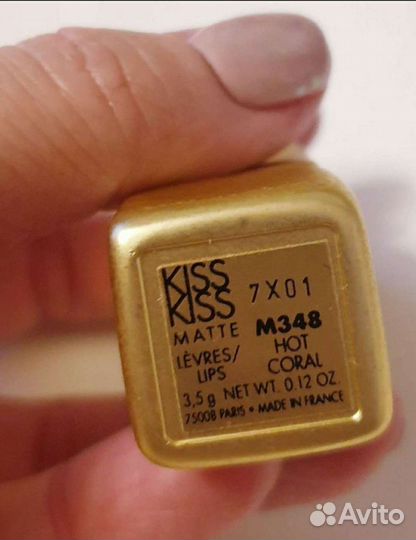 KISS
KISS 7X01
MATTE M348
LÈVRES/ HOT
LIPS CORAL
3,5 g NET WT. 0.12 OZ.
75008 PARIS • MADE IN FRANCE
Avito